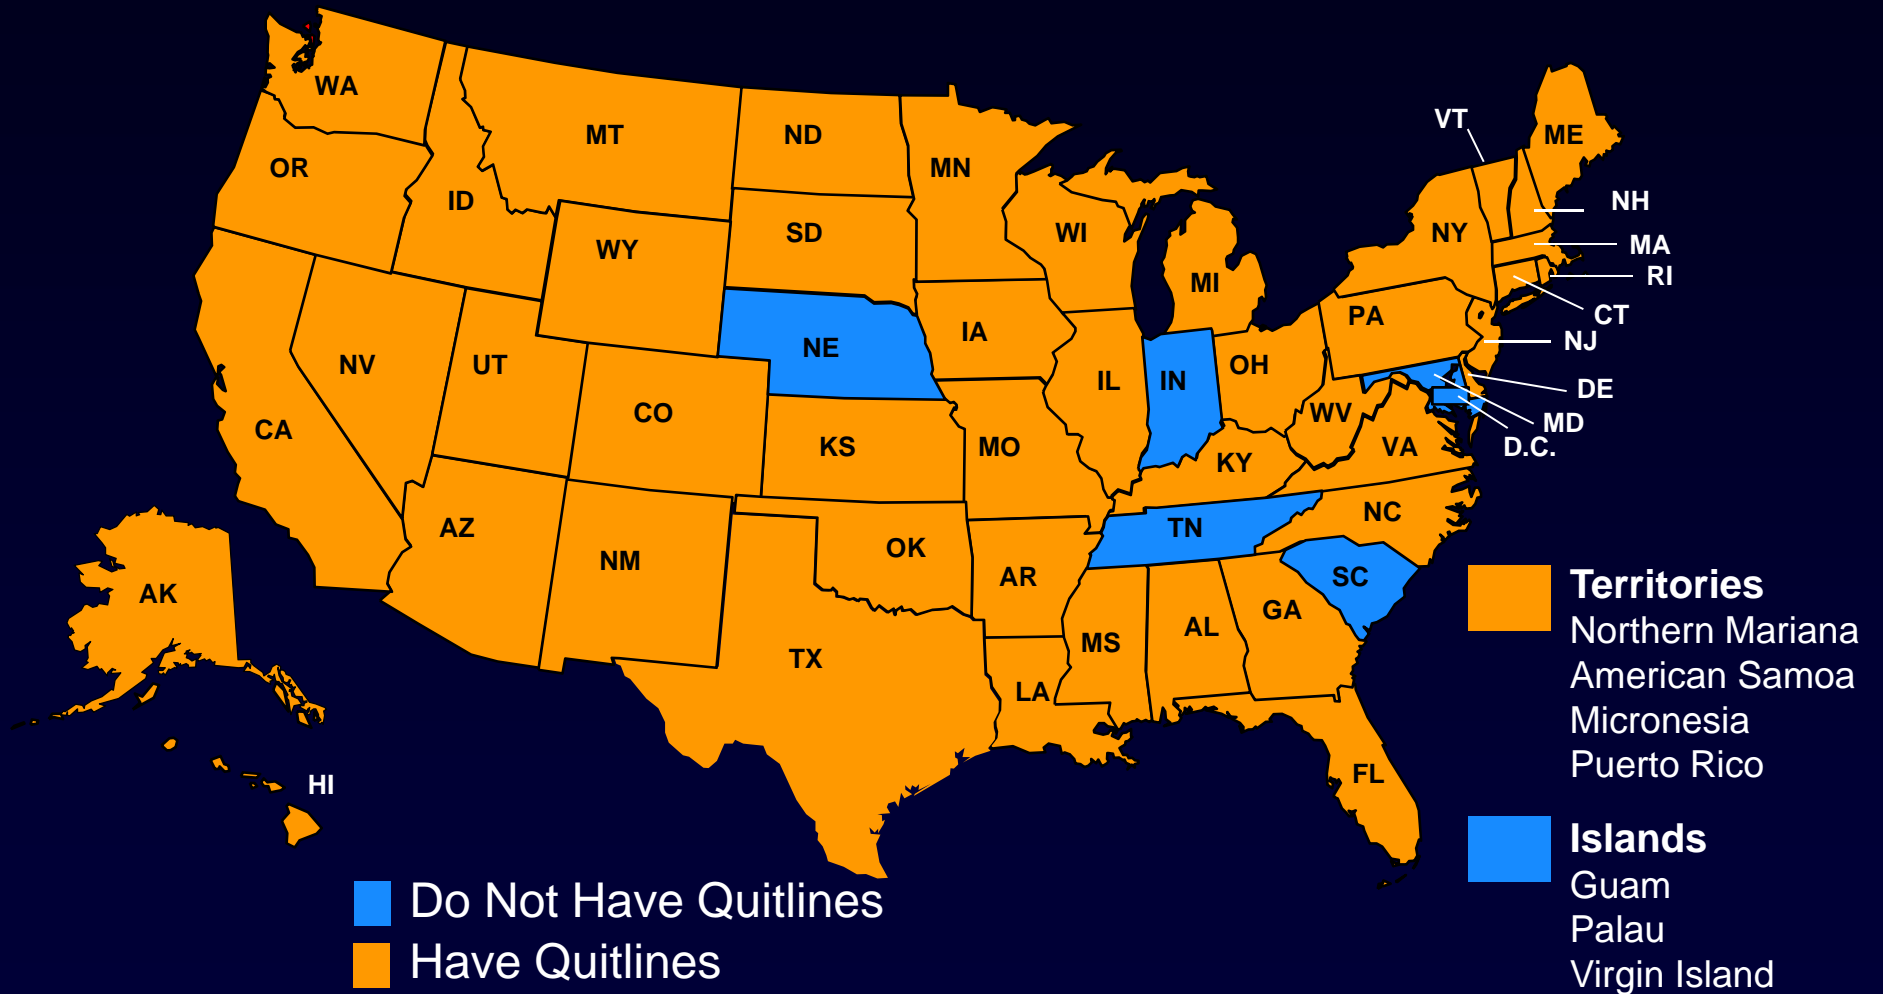 WA
MT
ND
MN
VT
ME
OR
ID
WY
SD
WI
NY
NH
MA
RI
MI
CT
NJ
PA
NE
IA
NV
UT
CO
IL
IN
OH
DE
MD
D.C.
WV
VA
CA
KS
MO
KY
AZ
NM
OK
AR
TN
NC
SC
AK
TX
LA
MS
AL
GA
FL
HI
Territories
Northern Mariana
American Samoa
Micronesia
Puerto Rico
Islands
Guam
Palau
Virgin Island
Do Not Have Quitlines
Have Quitlines